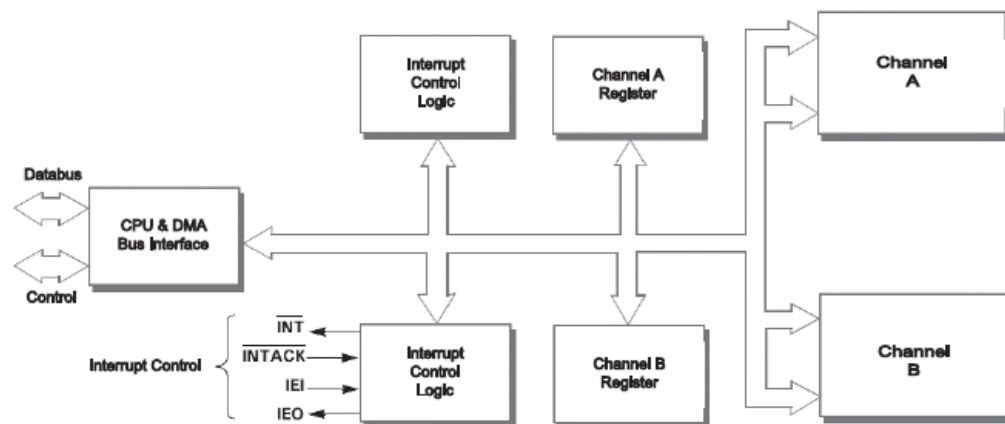 Interrupt
Control
Logic
Channel A
Register
Channel
A
Databus
CPU & DMA
Bus Interface
Control
Interrupt Control
INT
INTACK
IEI
IEO
Interrupt
Control
Logic
Channel B
Register
Channel
B